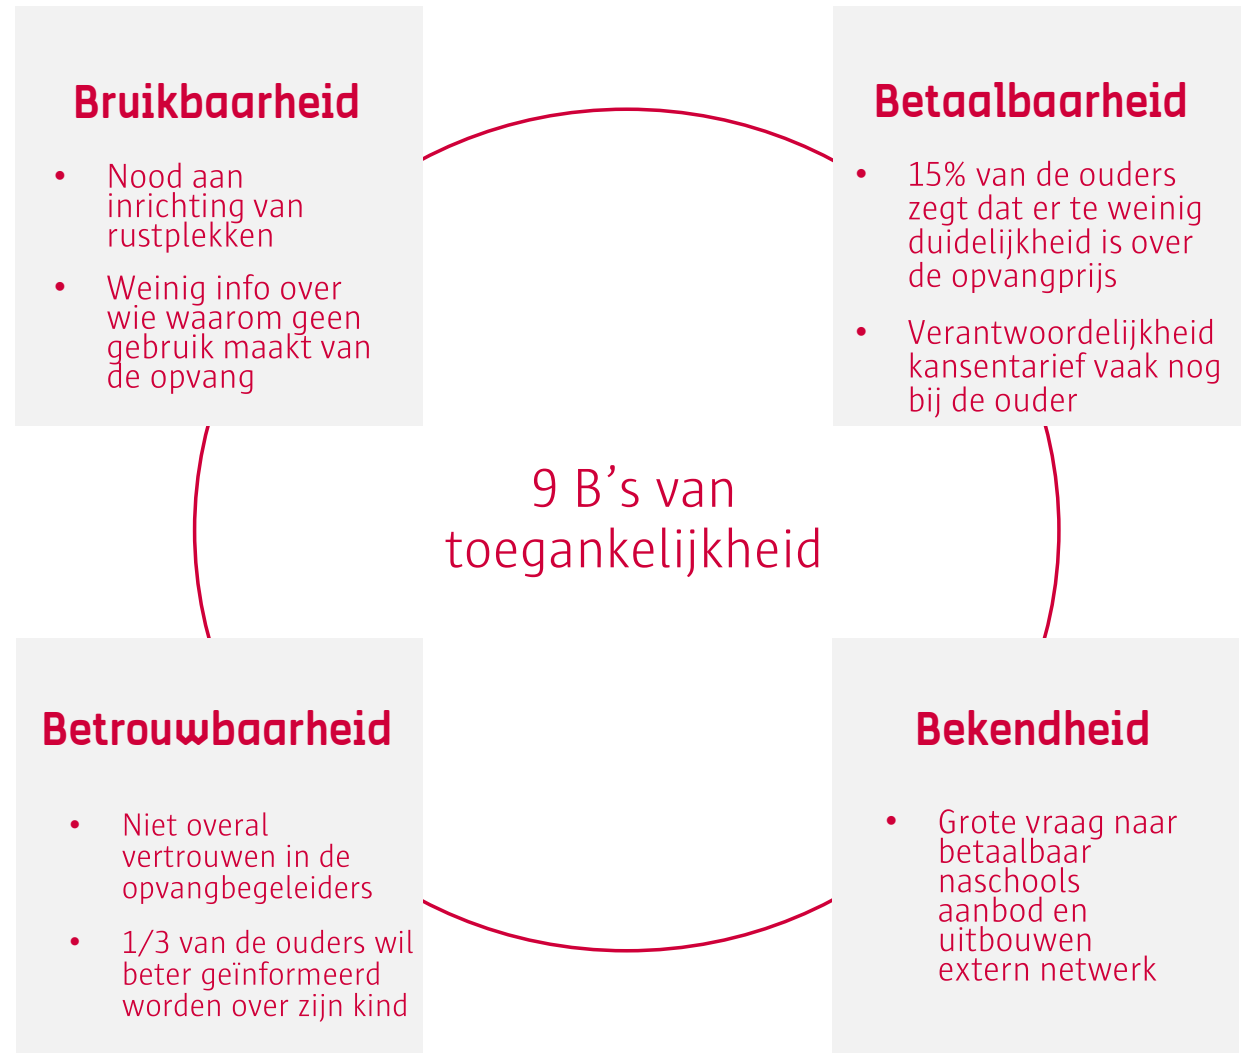 Bruikbaarheid
• Nood aan
inrichting van
rustplekken
• Weinig info over
wie waarom geen
gebruik maakt van
de opvang
Betaalbaarheid
• 15% van de ouders
zegt dat er te weinig
duidelijkheid is over
de opvangprijs
• Verantwoordelijkheid
kansentarief vaak nog
bij de ouder
9 B’s van
toegankelijkheid
Betrouwbaarheid
• Niet overal
vertrouwen in de
opvangbegeleiders
• 1/3 van de ouders wil
beter geïnformeerd
worden over zijn kind
Bekendheid
• Grote vraag naar
betaalbaar
naschools
aanbod en
uitbouwen
extern netwerk